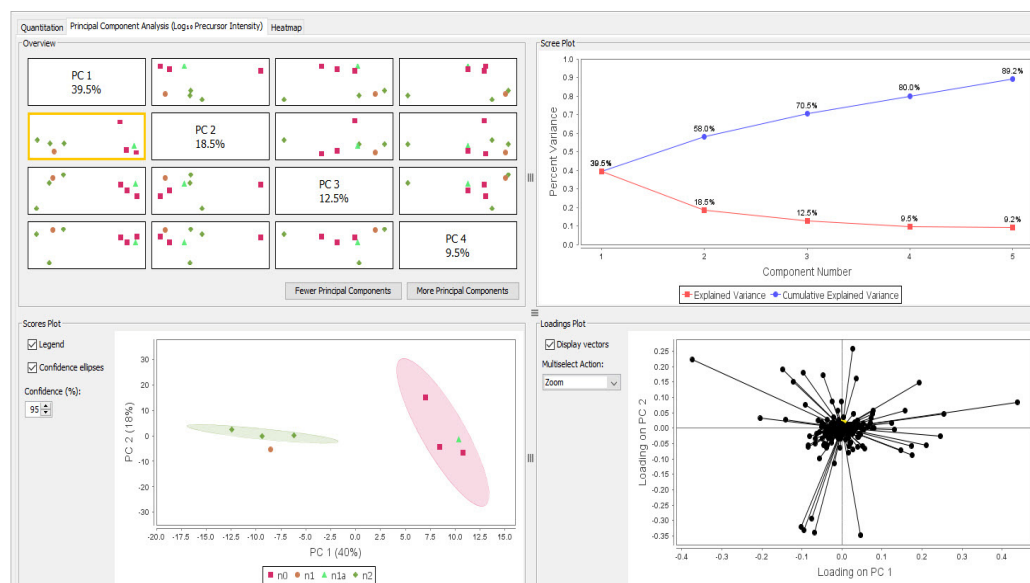 Quantitation Principal Component Analysis (Log₁₀ Precursor Intensity) Heatmap
Overview
PC 1
39.5%
PC 2
18.5%
PC 3
12.5%
PC 4
9.5%
Fewer Principal Components More Principal Components
Scree Plot
Percent Variance
1.0
0.9
0.8
0.7
0.6
0.5
0.4
0.3
0.2
0.1
0.0
39.5%
58.0%
70.5%
80.0%
89.2%
39.5%
18.5%
12.5%
9.5%
9.2%
1 2 3 4 5
Component Number
Explained Variance Cumulative Explained Variance
Scores Plot
Legend
Confidence ellipses
Confidence (%):
95
PC 2 (18%)
30
20
10
0
-10
-20
-30
-20.0 -17.5 -15.0 -12.5 -10.0 -7.5 -5.0 -2.5 0.0 2.5 5.0 7.5 10.0 12.5 15.0
PC 1 (40%)
n0 n1 n1a n2
Loadings Plot
Display vectors
Multiselect Action:
Zoom
Loading on PC 2
0.25
0.20
0.15
0.10
0.05
0.00
-0.05
-0.10
-0.15
-0.20
-0.25
-0.30
-0.35
-0.4 -0.3 -0.2 -0.1 0.0 0.1 0.2 0.3 0.4
Loading on PC 1